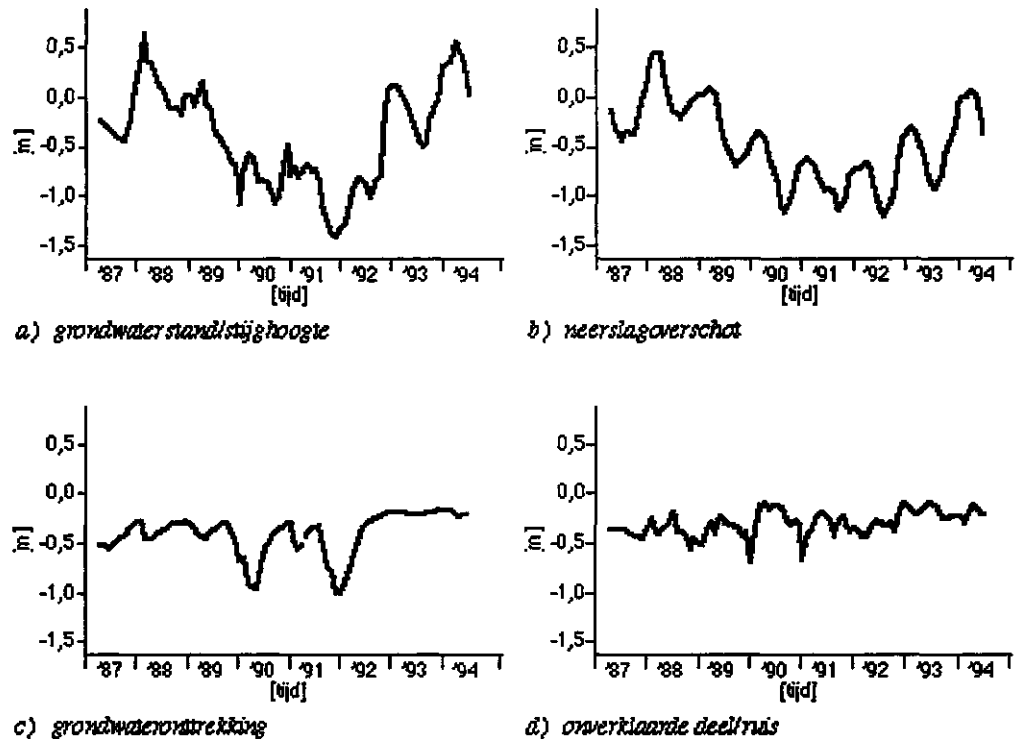 0,5
0,0
-0,5
-1,0
-1,5
[m]
'87 '88 '89 '90 '91 '92 '93 '94
[tijd]
a) grondwaterstand/stijghoogte
0,5
0,0
-0,5
-1,0
-1,5
[m]
'87 '88 '89 '90 '91 '92 '93 '94
[tijd]
b) neerslagoverschot
0,5
0,0
-0,5
-1,0
-1,5
[m]
'87 '88 '89 '90 '91 '92 '93 '94
[tijd]
c) grondwateronttrekking
0,5
0,0
-0,5
-1,0
-1,5
[m]
'87 '88 '89 '90 '91 '92 '93 '94
[tijd]
d) onverklaarde deel/ruis